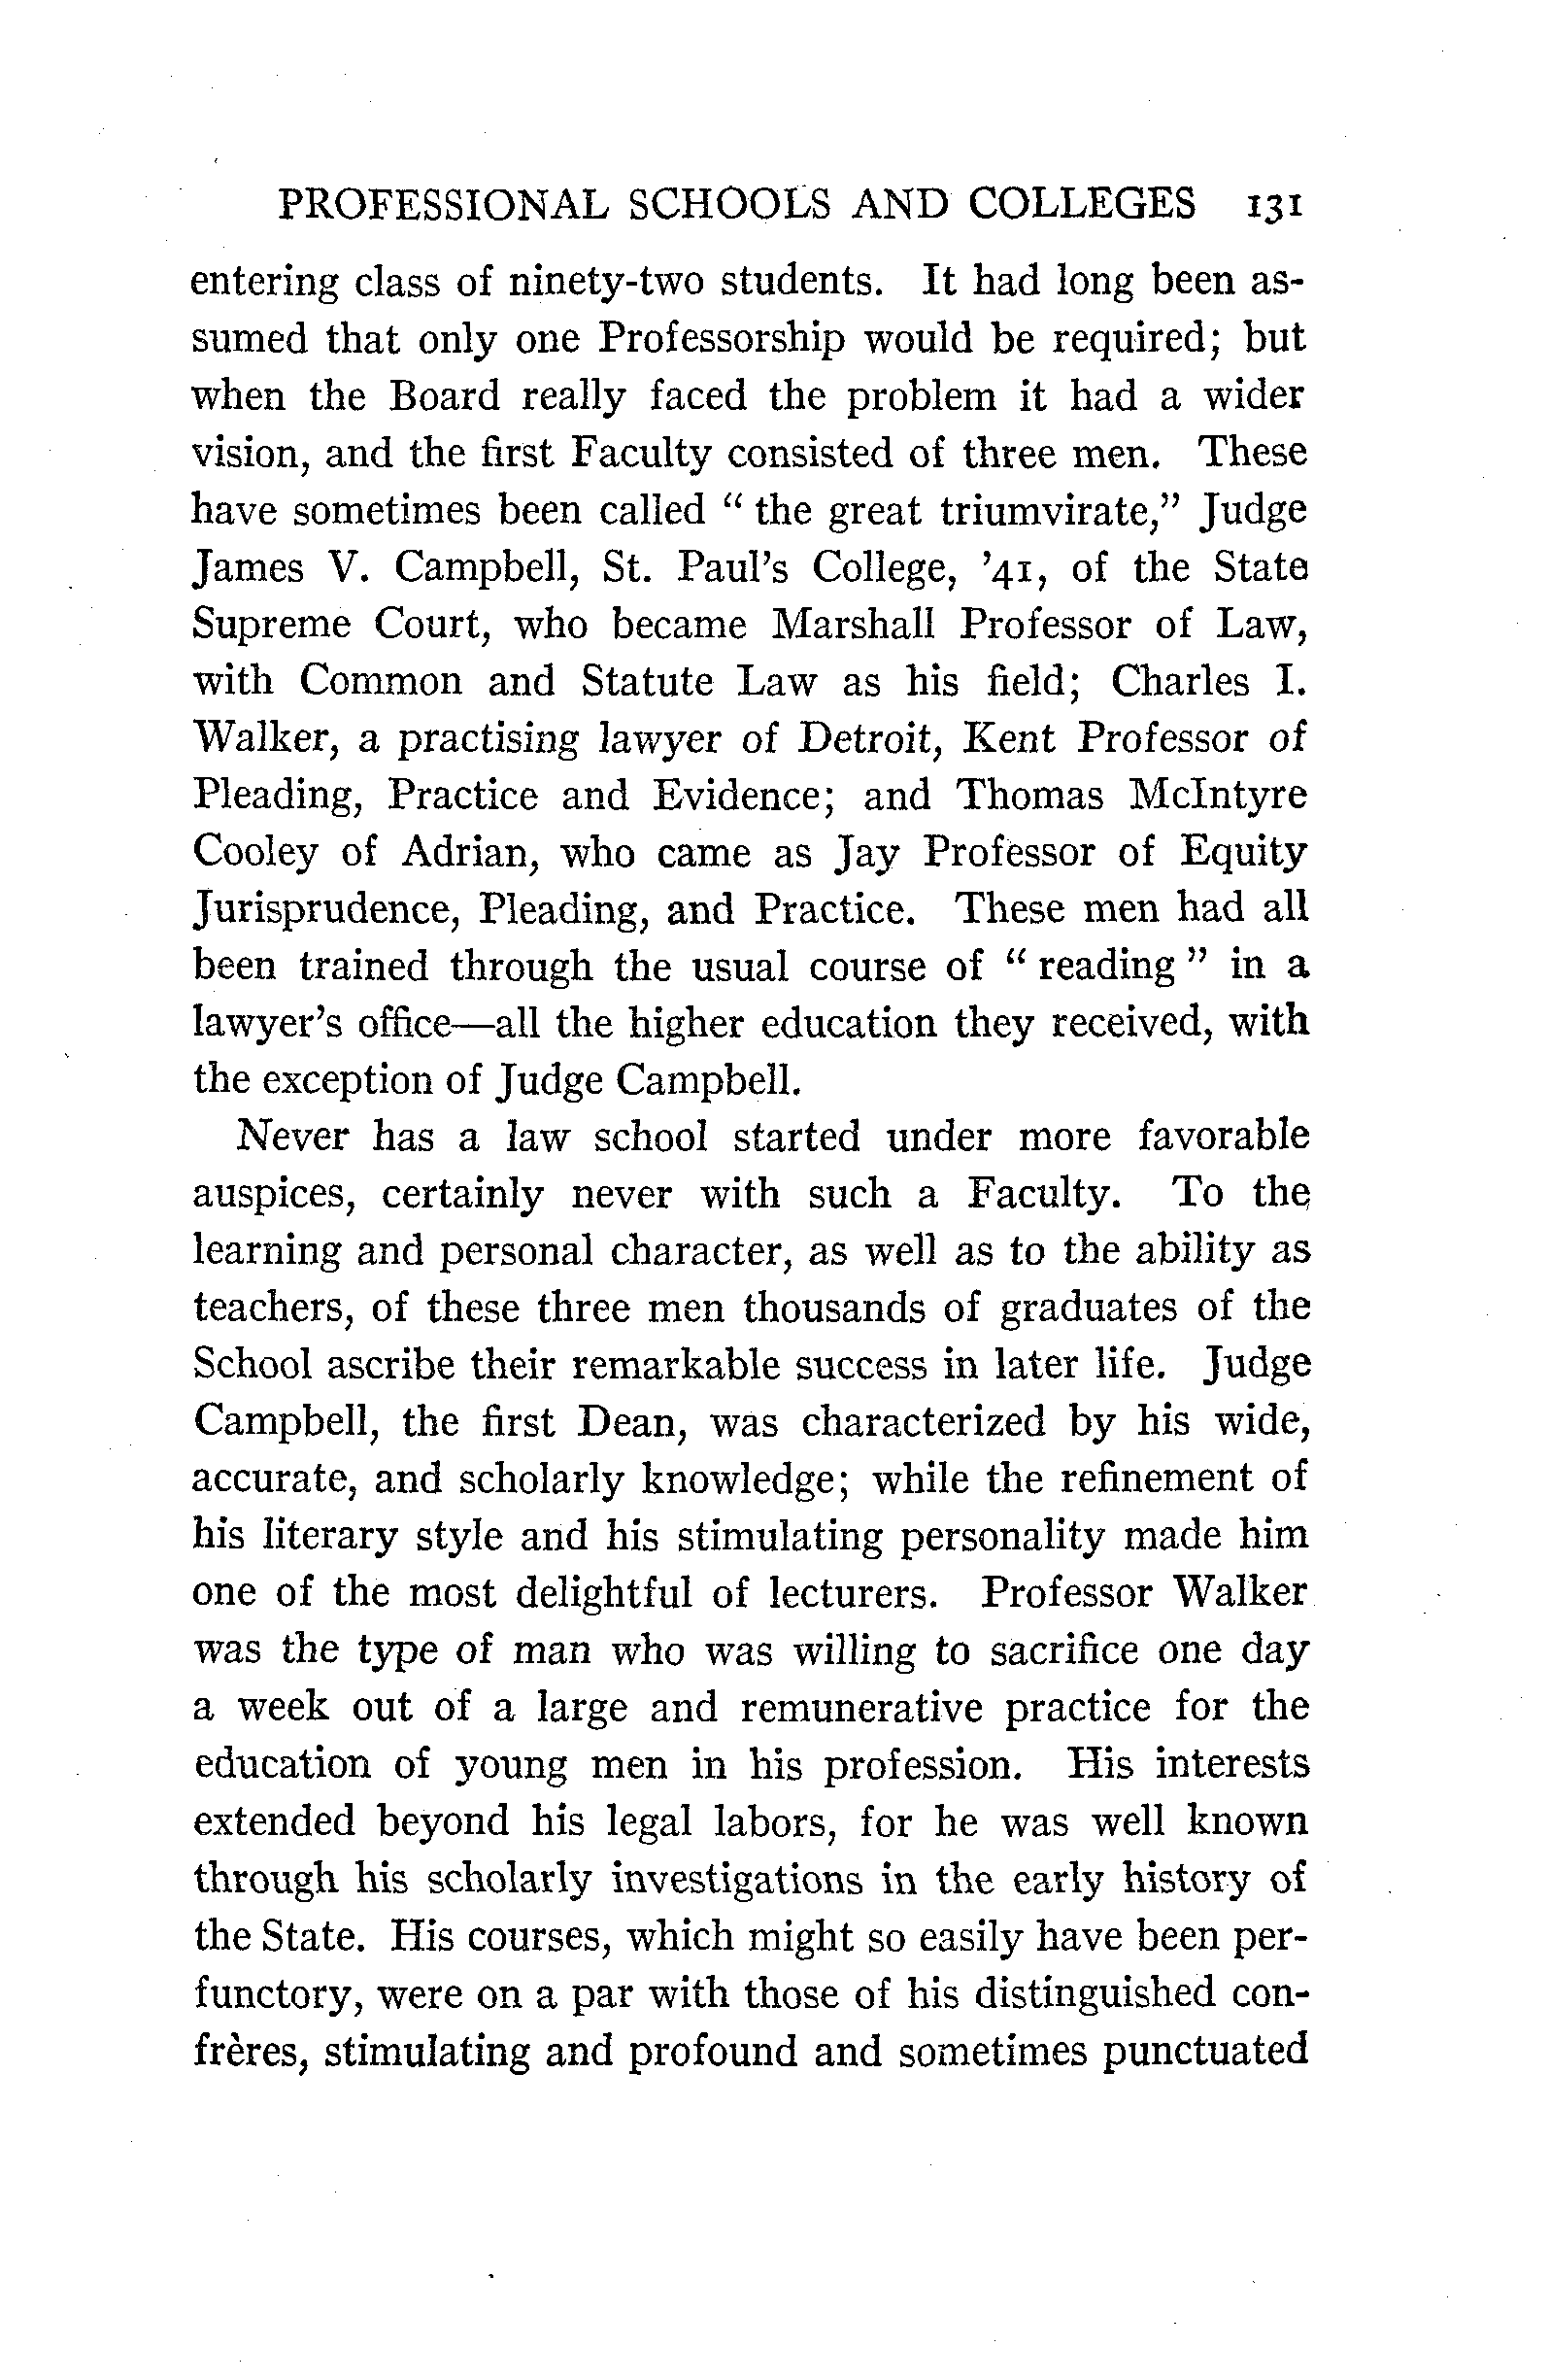 PROFESSIONAL SCHOOLS AND COLLEGES 131
entering class of ninety-two students. It had long been as-
sumed that only one Professorship would be required; but
when the Board really faced the problem it had a wider
vision, and the first Faculty consisted of three men. These
have sometimes been called " the great triumvirate," Judge
James V. Campbell, St. Paul's College, '41, of the State
Supreme Court, who became Marshall Professor of Law,
with Common and Statute Law as his field; Charles I.
Walker, a practising lawyer of Detroit, Kent Professor of
Pleading, Practice and Evidence; and Thomas McIntyre
Cooley of Adrian, who came as Jay Professor of Equity
Jurisprudence, Pleading, and Practice. These men had all
been trained through the usual course of " reading " in a
lawyer's office—all the higher education they received, with
the exception of Judge Campbell.
Never has a law school started under more favorable
auspices, certainly never with such a Faculty. To the
learning and personal character, as well as to the ability as
teachers, of these three men thousands of graduates of the
School ascribe their remarkable success in later life. Judge
Campbell, the first Dean, was characterized by his wide,
accurate, and scholarly knowledge; while the refinement of
his literary style and his stimulating personality made him
one of the most delightful of lecturers. Professor Walker
was the type of man who was willing to sacrifice one day
a week out of a large and remunerative practice for the
education of young men in his profession. His interests
extended beyond his legal labors, for he was well known
through his scholarly investigations in the early history of
the State. His courses, which might so easily have been per-
functory, were on a par with those of his distinguished con-
frères, stimulating and profound and sometimes punctuated